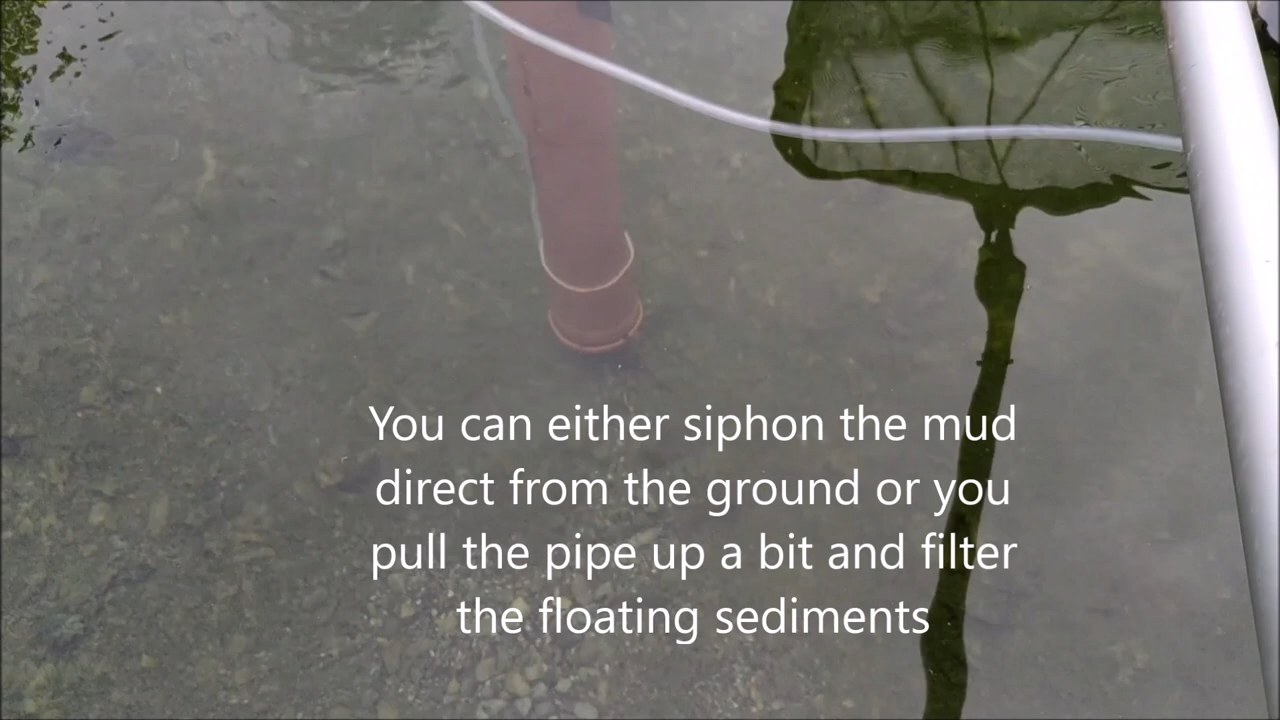 You can either siphon the mud
direct from the ground or you
pull the pipe up a bit and filter
the floating sediments